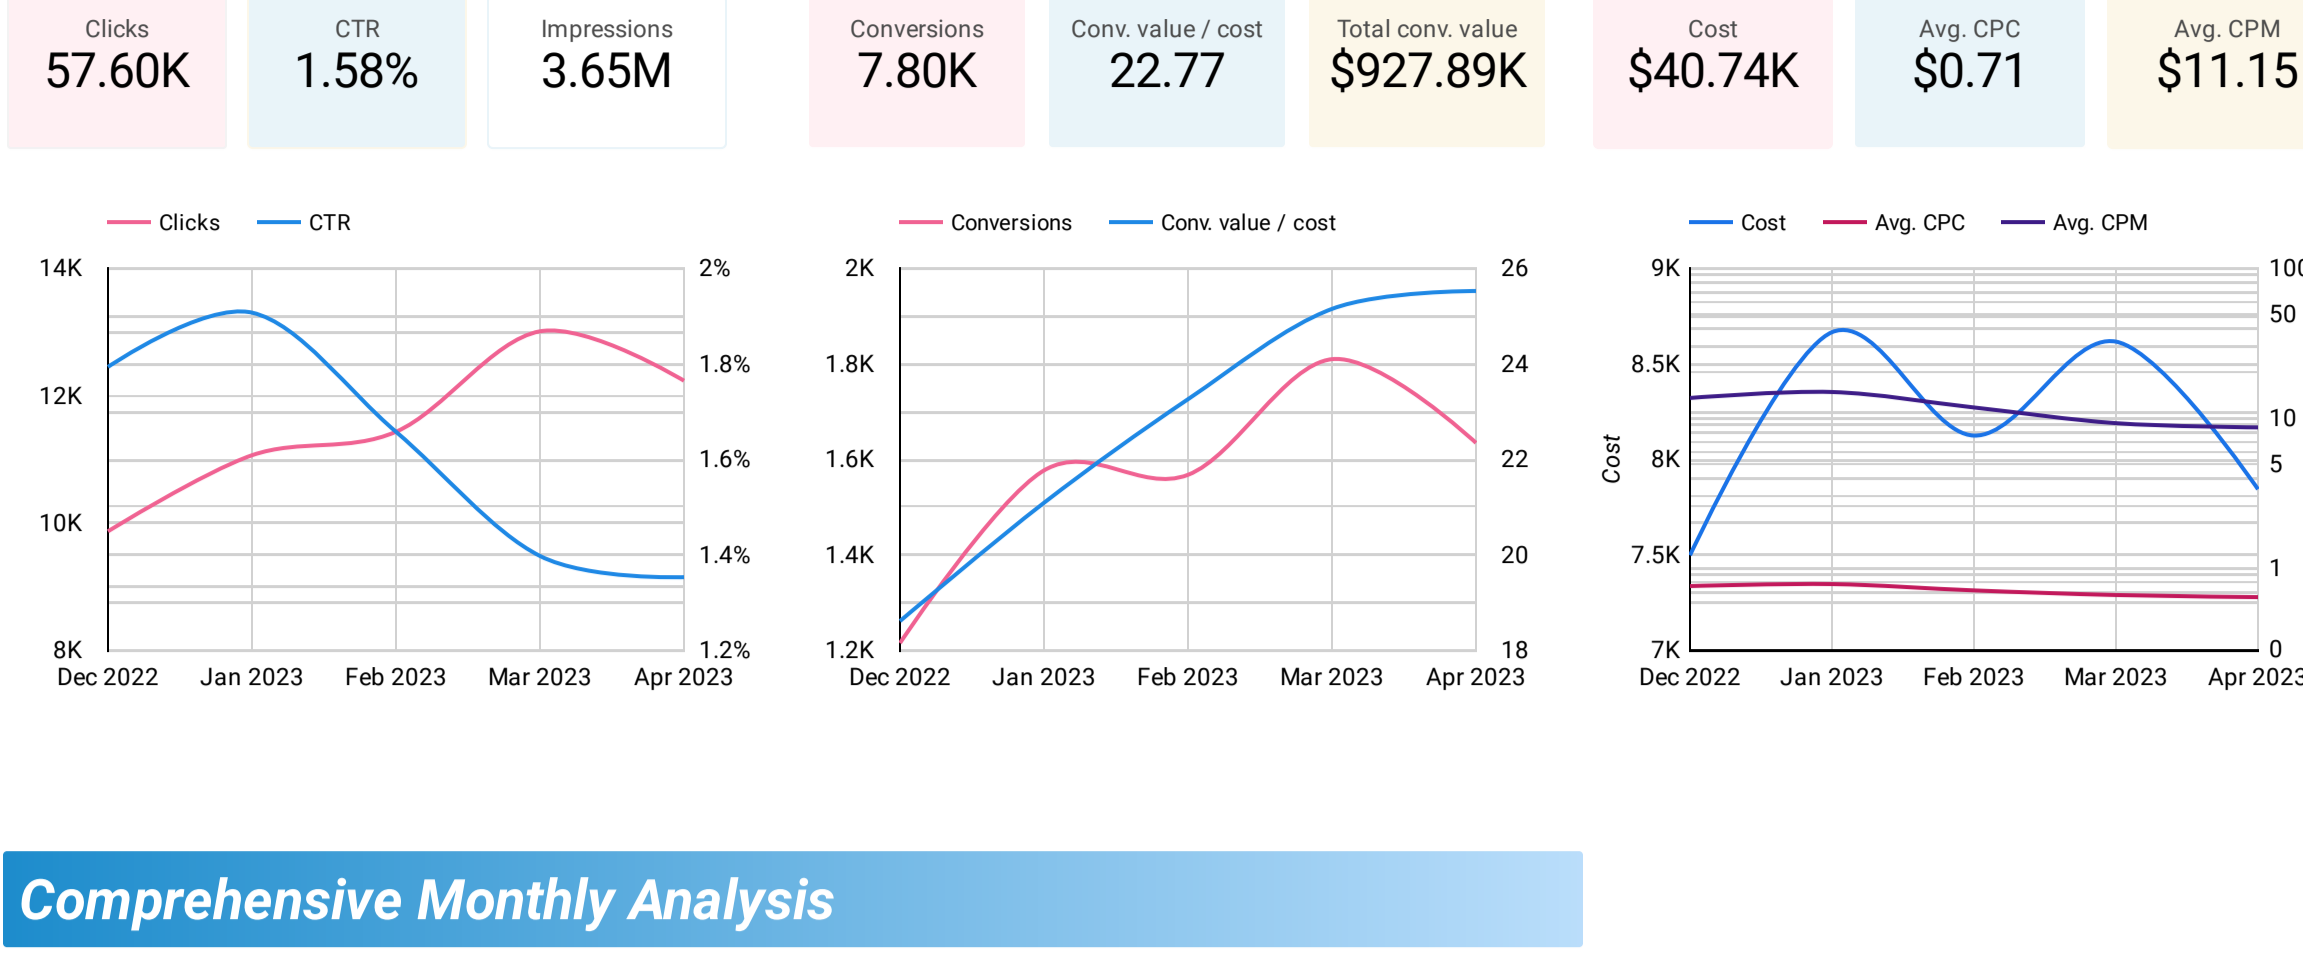 Clicks
57.60K
CTR
1.58%
Impressions
3.65M
Conversions
7.80K
Conv. value / cost
22.77
Total conv. value
$927.89K
Cost
$40.74K
Avg. CPC
$0.71
Avg. CPM
$11.15
Clicks CTR
14K
12K
10K
8K
2%
1.8%
1.6%
1.4%
1.2%
Dec 2022 Jan 2023 Feb 2023 Mar 2023 Apr 2023
Conversions Conv. value / cost
2K
1.8K
1.6K
1.4K
1.2K
26
24
22
20
18
Dec 2022 Jan 2023 Feb 2023 Mar 2023 Apr 2023
Cost Avg. CPC Avg. CPM
Cost
9K
8.5K
8K
7.5K
7K
100
50
10
5
1
0
Dec 2022 Jan 2023 Feb 2023 Mar 2023 Apr 2023
Comprehensive Monthly Analysis